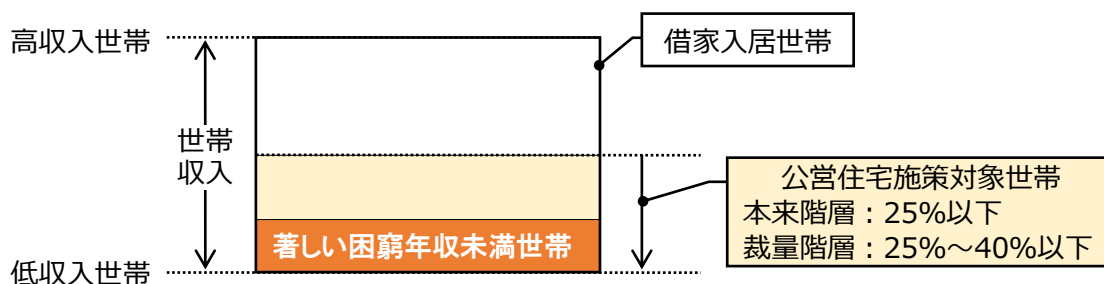 高収入世帯
借家入居世帯
世帯
収入
公営住宅施策対象世帯
本来階層：25%以下
裁量階層：25%～40%以下
著しい困窮年収未満世帯
低収入世帯